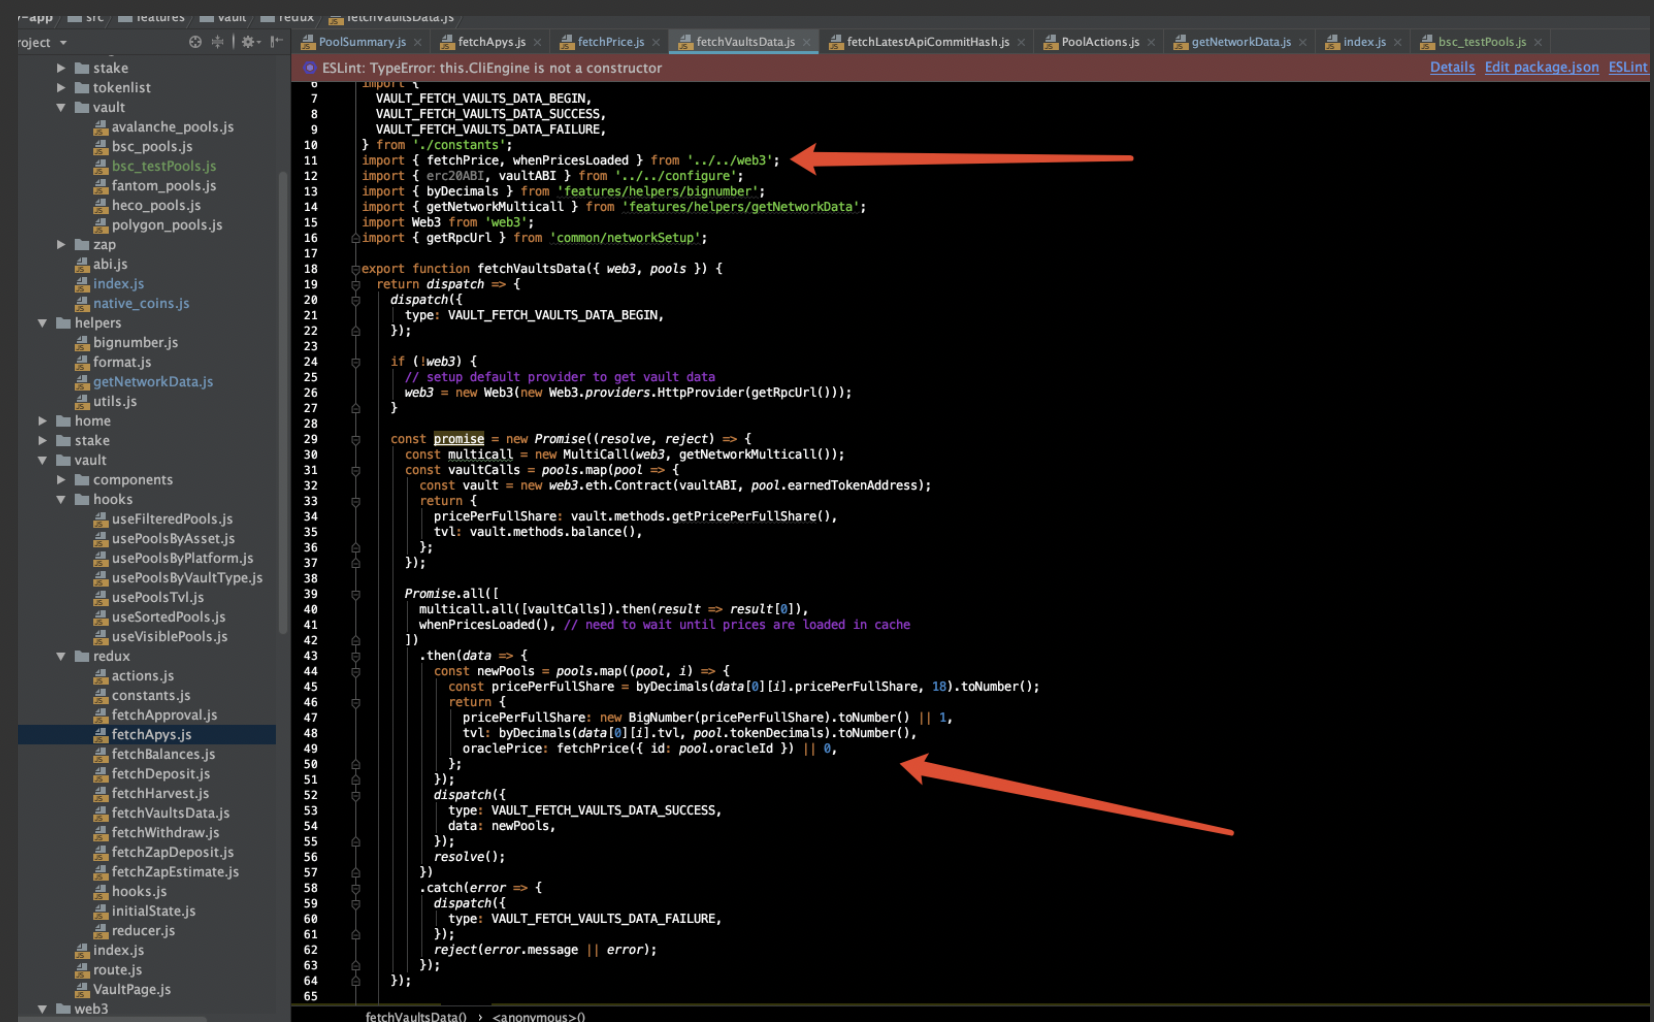 y-app src features vault redux fetchVaultsData.js
roject
PoolSummary.js fetchApys.js fetchPrice.js fetchVaultsData.js fetchLatestApiCommitHash.js PoolActions.js getNetworkData.js index.js bsc_testPools.js
ESLint: TypeError: this.CliEngine is not a constructor Details Edit package.json ESLint
stake
tokenlist
vault
avalanche_pools.js
bsc_pools.js
bsc_testPools.js
fantom_pools.js
heco_pools.js
polygon_pools.js
zap
abi.js
index.js
native_coins.js
helpers
bignumber.js
format.js
getNetworkData.js
utils.js
home
stake
vault
components
hooks
useFilteredPools.js
usePoolsByAsset.js
usePoolsByPlatform.js
usePoolsByVaultType.js
usePoolsTvl.js
useSortedPools.js
useVisiblePools.js
redux
actions.js
constants.js
fetchApproval.js
fetchApys.js
fetchBalances.js
fetchDeposit.js
fetchHarvest.js
fetchVaultsData.js
fetchWithdraw.js
fetchZapDeposit.js
fetchZapEstimate.js
hooks.js
initialState.js
reducer.js
index.js
route.js
VaultPage.js
web3
6 import {
7 VAULT_FETCH_VAULTS_DATA_BEGIN,
8 VAULT_FETCH_VAULTS_DATA_SUCCESS,
9 VAULT_FETCH_VAULTS_DATA_FAILURE,
10 } from './constants';
11 import { fetchPrice, whenPricesLoaded } from '../../web3';
12 import { erc20ABI, vaultABI } from '../../configure';
13 import { byDecimals } from 'features/helpers/bignumber';
14 import { getNetworkMulticall } from 'features/helpers/getNetworkData';
15 import Web3 from 'web3';
16 import { getRpcUrl } from 'common/networkSetup';
17
18 export function fetchVaultsData({ web3, pools }) {
19 return dispatch => {
20 dispatch({
21 type: VAULT_FETCH_VAULTS_DATA_BEGIN,
22 });
23
24 if (!web3) {
25 // setup default provider to get vault data
26 web3 = new Web3(new Web3.providers.HttpProvider(getRpcUrl()));
27 }
28
29 const promise = new Promise((resolve, reject) => {
30 const multicall = new MultiCall(web3, getNetworkMulticall());
31 const vaultCalls = pools.map(pool => {
32 const vault = new web3.eth.Contract(vaultABI, pool.earnedTokenAddress);
33 return {
34 pricePerFullShare: vault.methods.getPricePerFullShare(),
35 tvl: vault.methods.balance(),
36 };
37 });
38
39 Promise.all([
40 multicall.all([vaultCalls]).then(result => result[0]),
41 whenPricesLoaded(), // need to wait until prices are loaded in cache
42 ])
43 .then(data => {
44 const newPools = pools.map((pool, i) => {
45 const pricePerFullShare = byDecimals(data[0][i].pricePerFullShare, 18).toNumber();
46 return {
47 pricePerFullShare: new BigNumber(pricePerFullShare).toNumber() || 1,
48 tvl: byDecimals(data[0][i].tvl, pool.tokenDecimals).toNumber(),
49 oraclePrice: fetchPrice({ id: pool.oracleId }) || 0,
50 };
51 });
52 dispatch({
53 type: VAULT_FETCH_VAULTS_DATA_SUCCESS,
54 data: newPools,
55 });
56 resolve();
57 })
58 .catch(error => {
59 dispatch({
60 type: VAULT_FETCH_VAULTS_DATA_FAILURE,
61 });
62 reject(error.message || error);
63 });
64 });
65
fetchVaultsData() › <anonymous>()